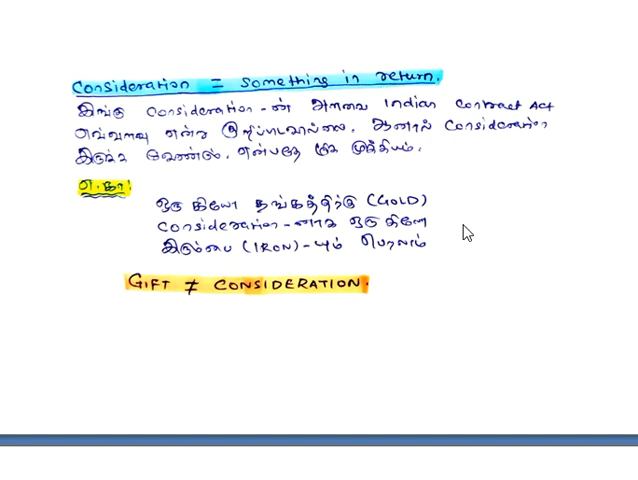 Consideration = Something in return.
இங்கு Consideration-ன் அளவை Indian Contract Act
எவ்வளவு என்று குறிப்பிடவில்லை. ஆனால் Consideration
இருக்க வேண்டும். என்பதே மிக முக்கியம்.
எ.கா:
ஒரு கிலோ தங்கத்திற்கு (GOLD)
Consideration-னாக ஒரு கிலோ
இரும்பை (IRON)-யும் பெறலாம்
GIFT ≠ CONSIDERATION.